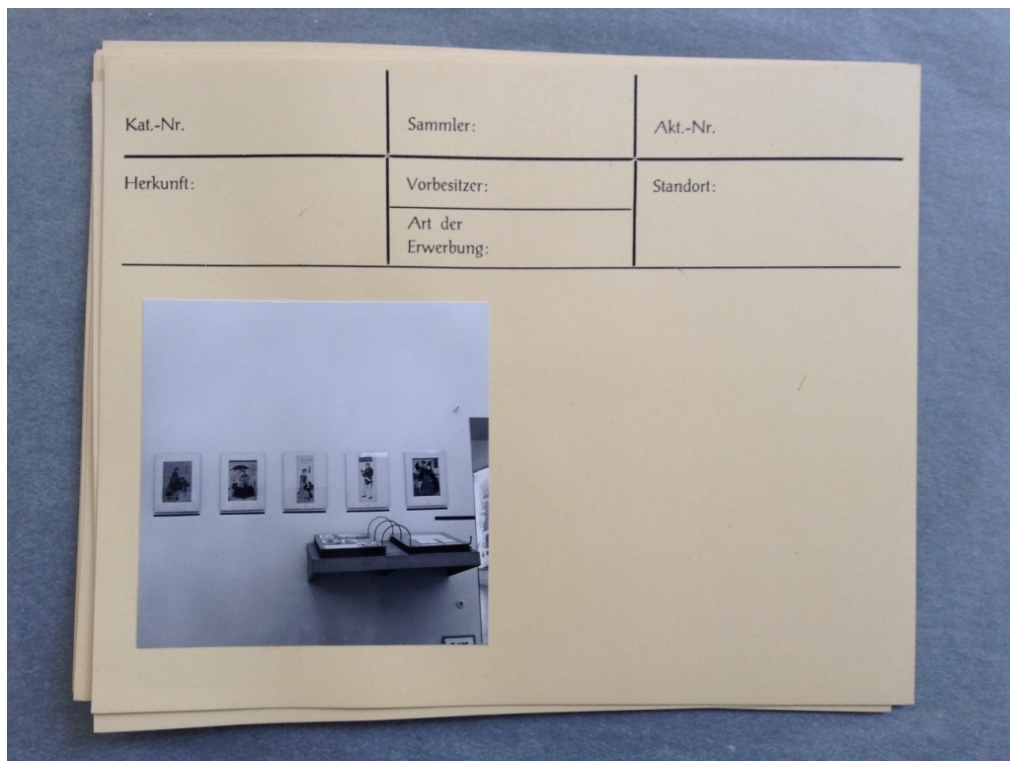 Kat.-Nr.
Sammler:
Akt.-Nr.
Herkunft:
Vorbesitzer:
Standort:
Art der
Erwerbung: